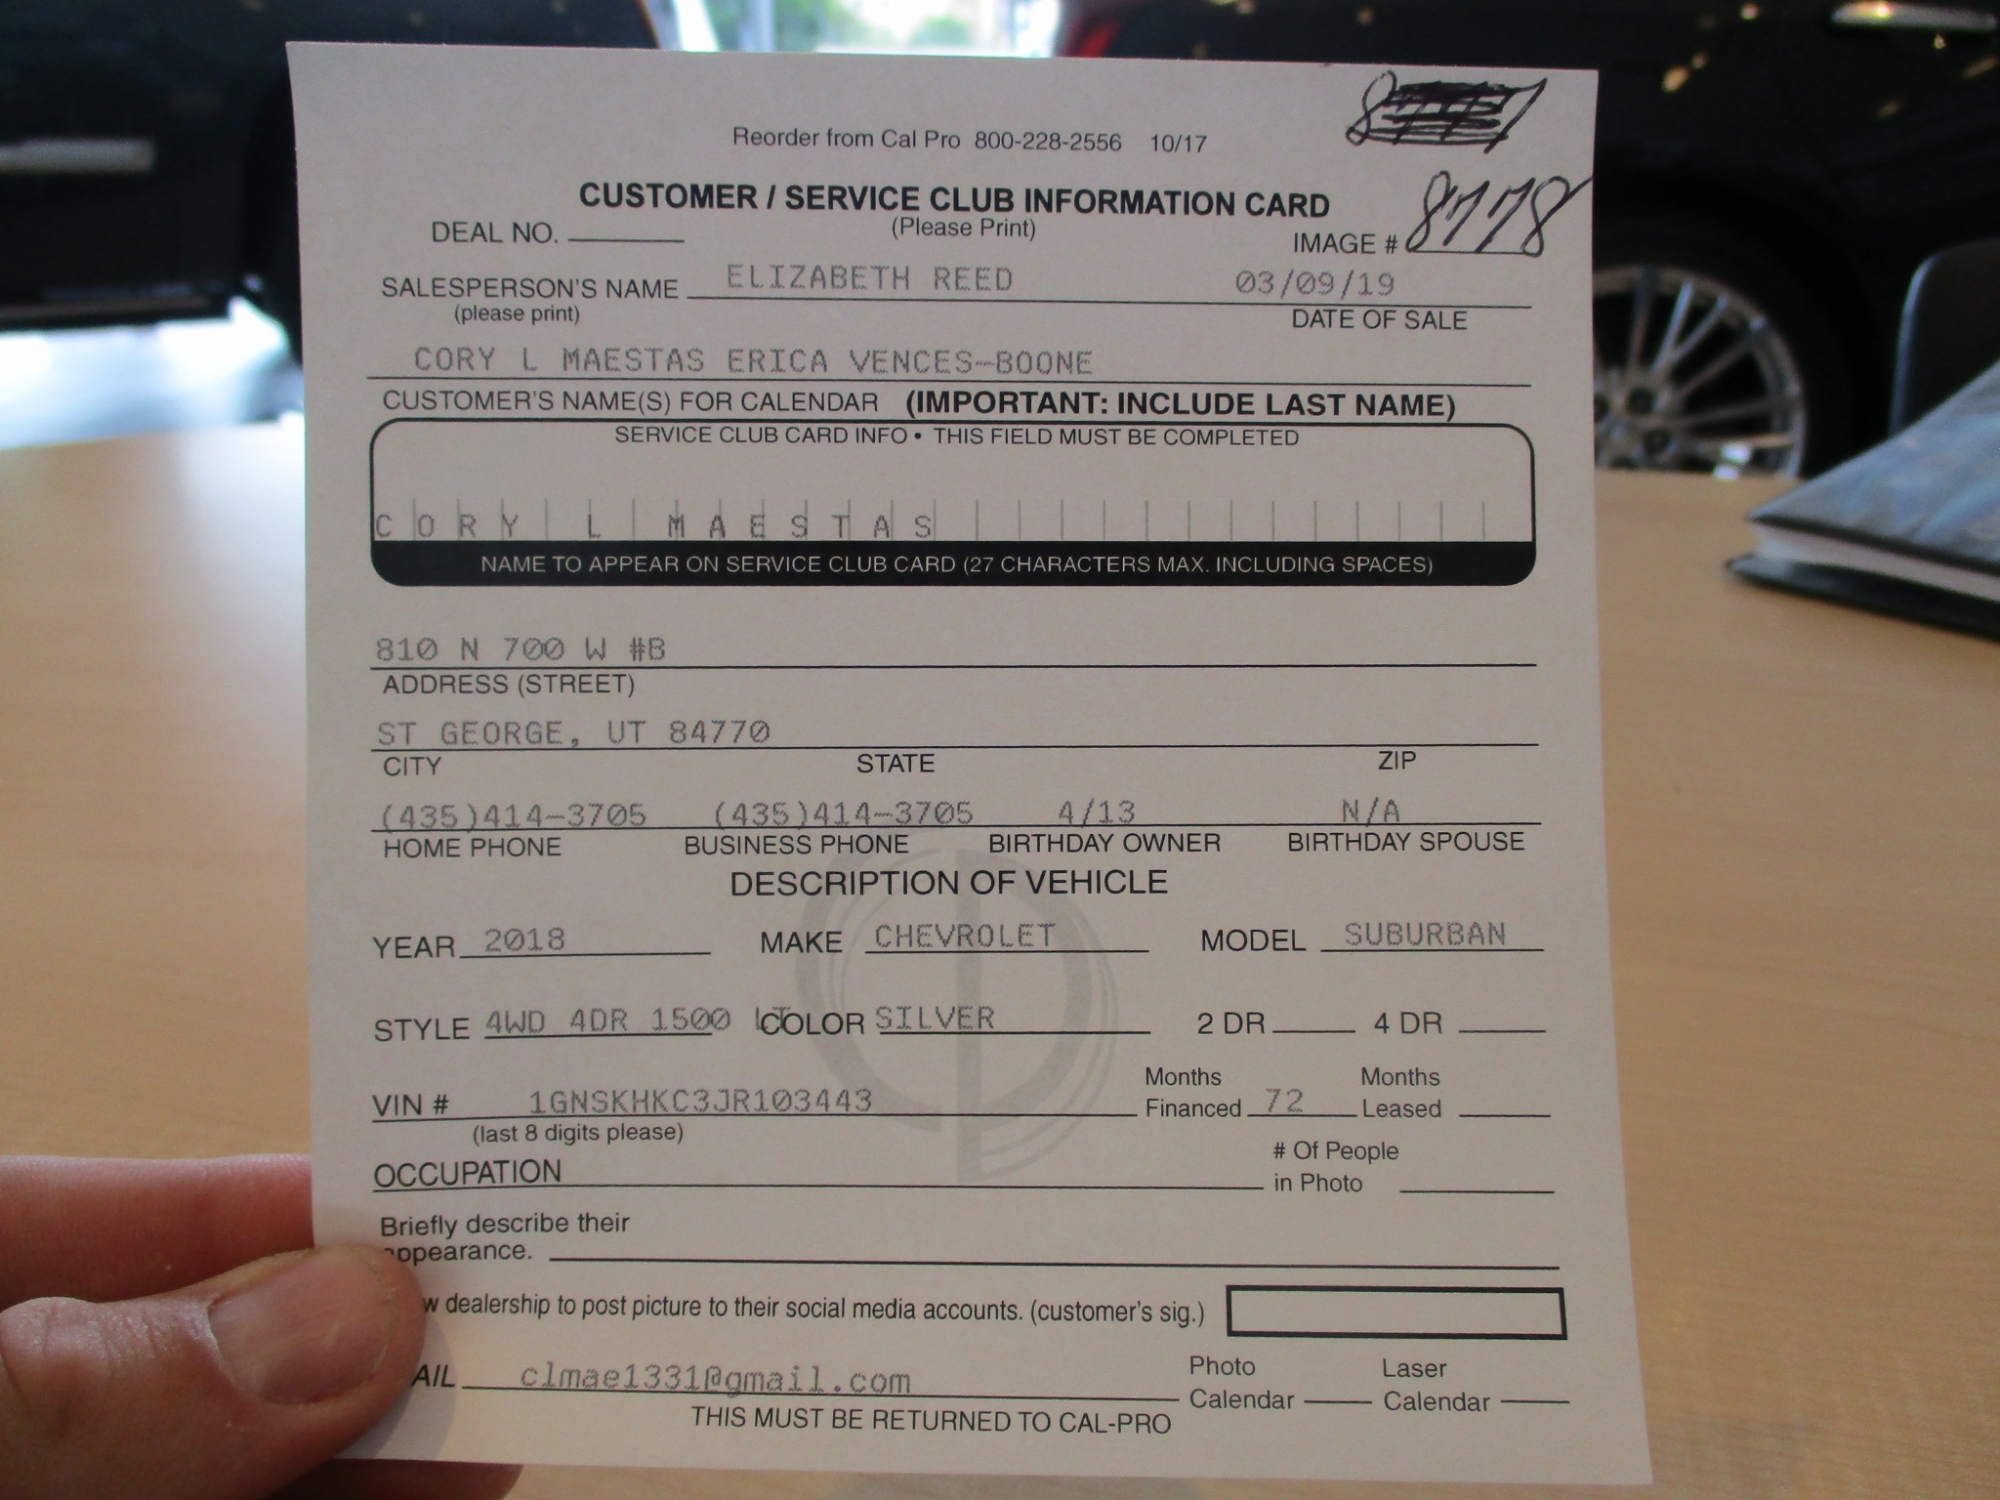 Reorder from Cal Pro 800-228-2556 10/17
CUSTOMER / SERVICE CLUB INFORMATION CARD
DEAL NO. (Please Print) IMAGE # 8778
SALESPERSON'S NAME ELIZABETH REED 03/09/19
(please print) DATE OF SALE
CORY L MAESTAS ERICA VENCES-BOONE
CUSTOMER'S NAME(S) FOR CALENDAR (IMPORTANT: INCLUDE LAST NAME)
SERVICE CLUB CARD INFO • THIS FIELD MUST BE COMPLETED
CORY L MAESTAS
NAME TO APPEAR ON SERVICE CLUB CARD (27 CHARACTERS MAX. INCLUDING SPACES)
810 N 700 W #B
ADDRESS (STREET)
ST GEORGE, UT 84770
CITY STATE ZIP
(435)414-3705 (435)414-3705 4/13 N/A
HOME PHONE BUSINESS PHONE BIRTHDAY OWNER BIRTHDAY SPOUSE
DESCRIPTION OF VEHICLE
YEAR 2018 MAKE CHEVROLET MODEL SUBURBAN
STYLE 4WD 4DR 1500 LT COLOR SILVER 2 DR 4 DR
VIN # 1GNSKHKC3JR103443 Months Financed 72 Months Leased
(last 8 digits please)
OCCUPATION # Of People in Photo
Briefly describe their
appearance.
w dealership to post picture to their social media accounts. (customer's sig.)
AIL clmae1331@gmail.com Photo Calendar Laser Calendar
THIS MUST BE RETURNED TO CAL-PRO